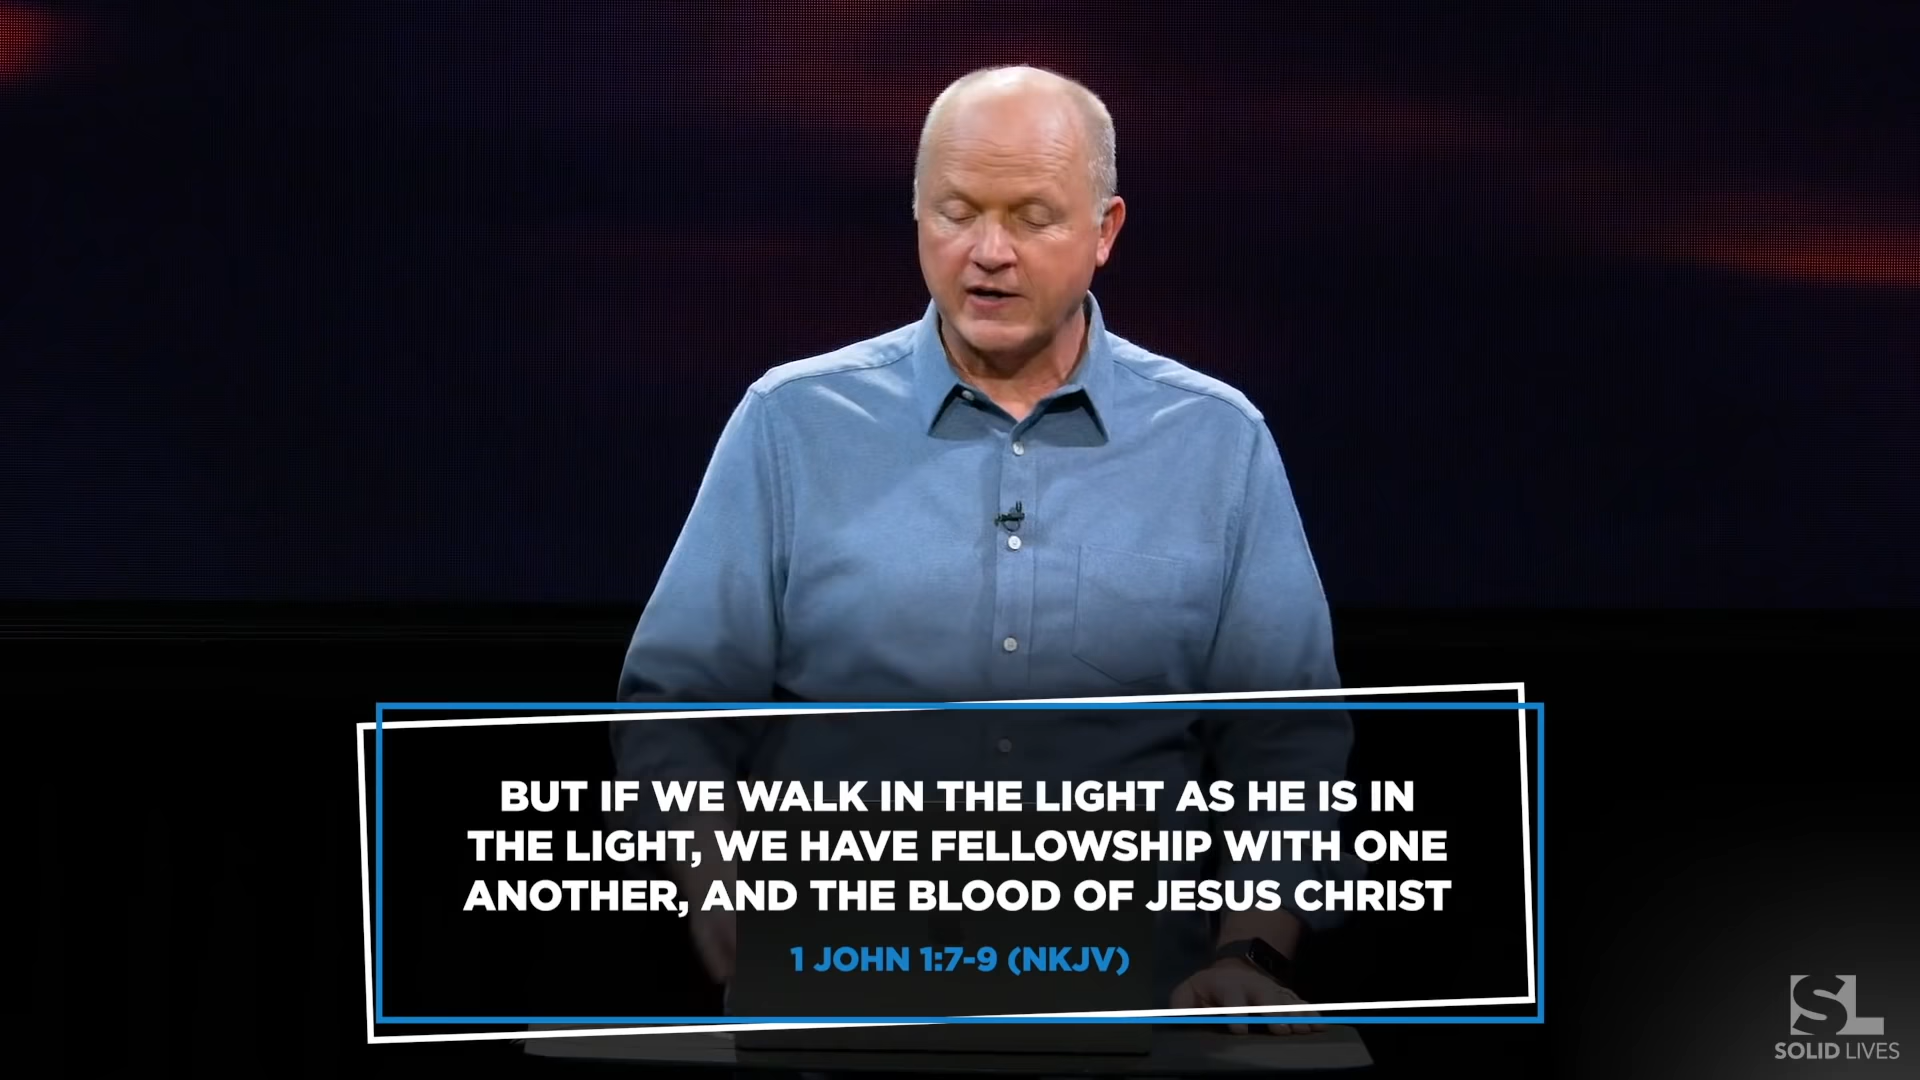 BUT IF WE WALK IN THE LIGHT AS HE IS IN
THE LIGHT, WE HAVE FELLOWSHIP WITH ONE
ANOTHER, AND THE BLOOD OF JESUS CHRIST
1 JOHN 1:7-9 (NKJV)
SL
SOLID LIVES